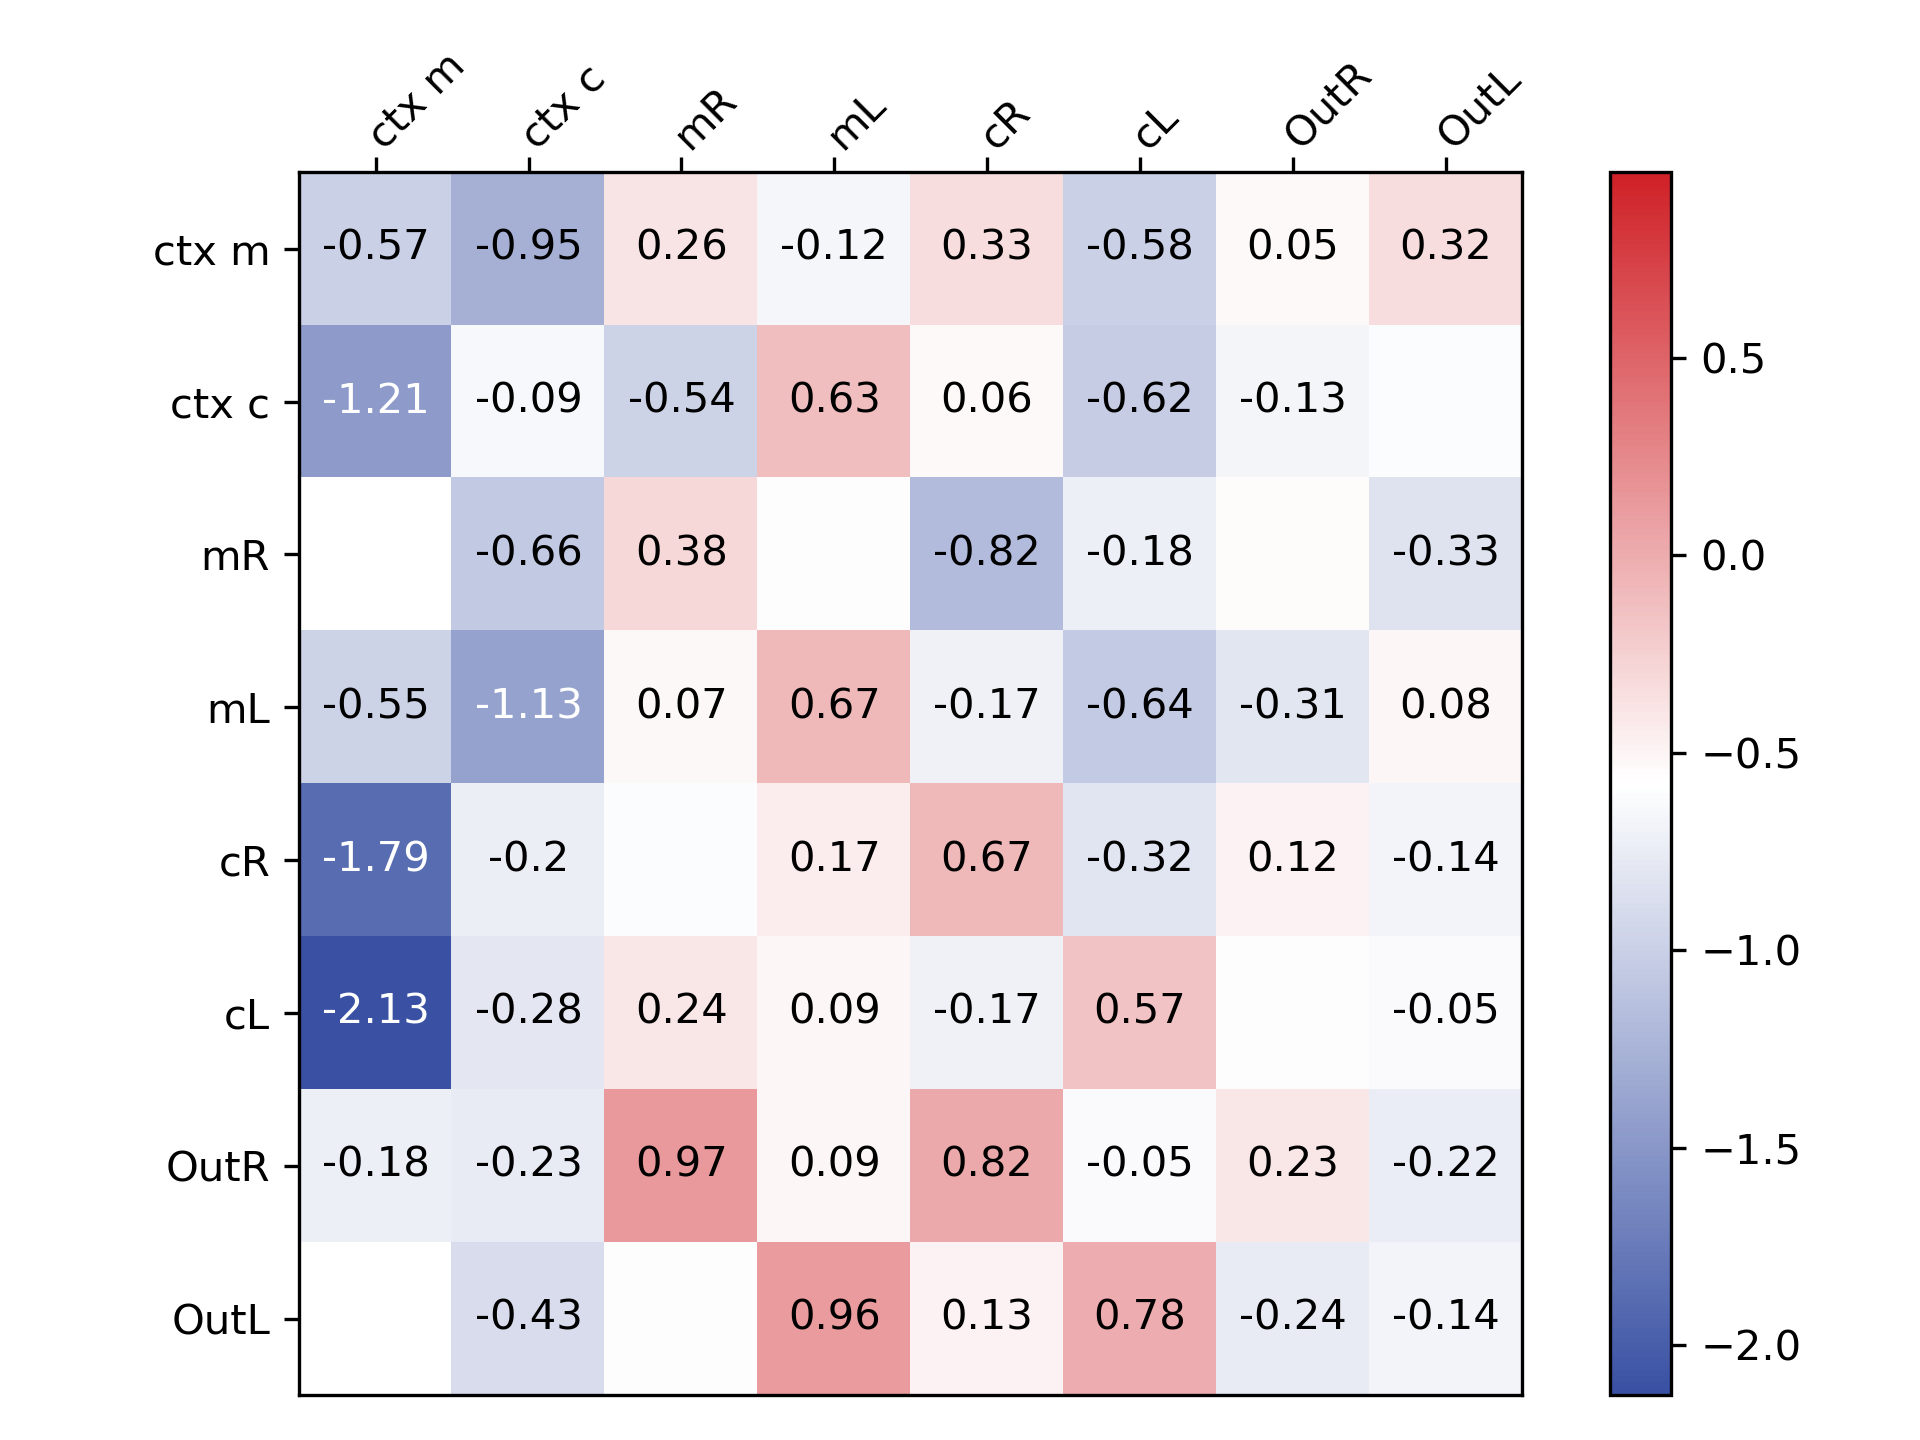 ctx m ctx c mR mL cR cL OutR OutL
ctx m -0.57 -0.95 0.26 -0.12 0.33 -0.58 0.05 0.32
ctx c -1.21 -0.09 -0.54 0.63 0.06 -0.62 -0.13
mR -0.66 0.38 -0.82 -0.18 -0.33
mL -0.55 -1.13 0.07 0.67 -0.17 -0.64 -0.31 0.08
cR -1.79 -0.2 0.17 0.67 -0.32 0.12 -0.14
cL -2.13 -0.28 0.24 0.09 -0.17 0.57 -0.05
OutR -0.18 -0.23 0.97 0.09 0.82 -0.05 0.23 -0.22
OutL -0.43 0.96 0.13 0.78 -0.24 -0.14
0.5
0.0
−0.5
−1.0
−1.5
−2.0